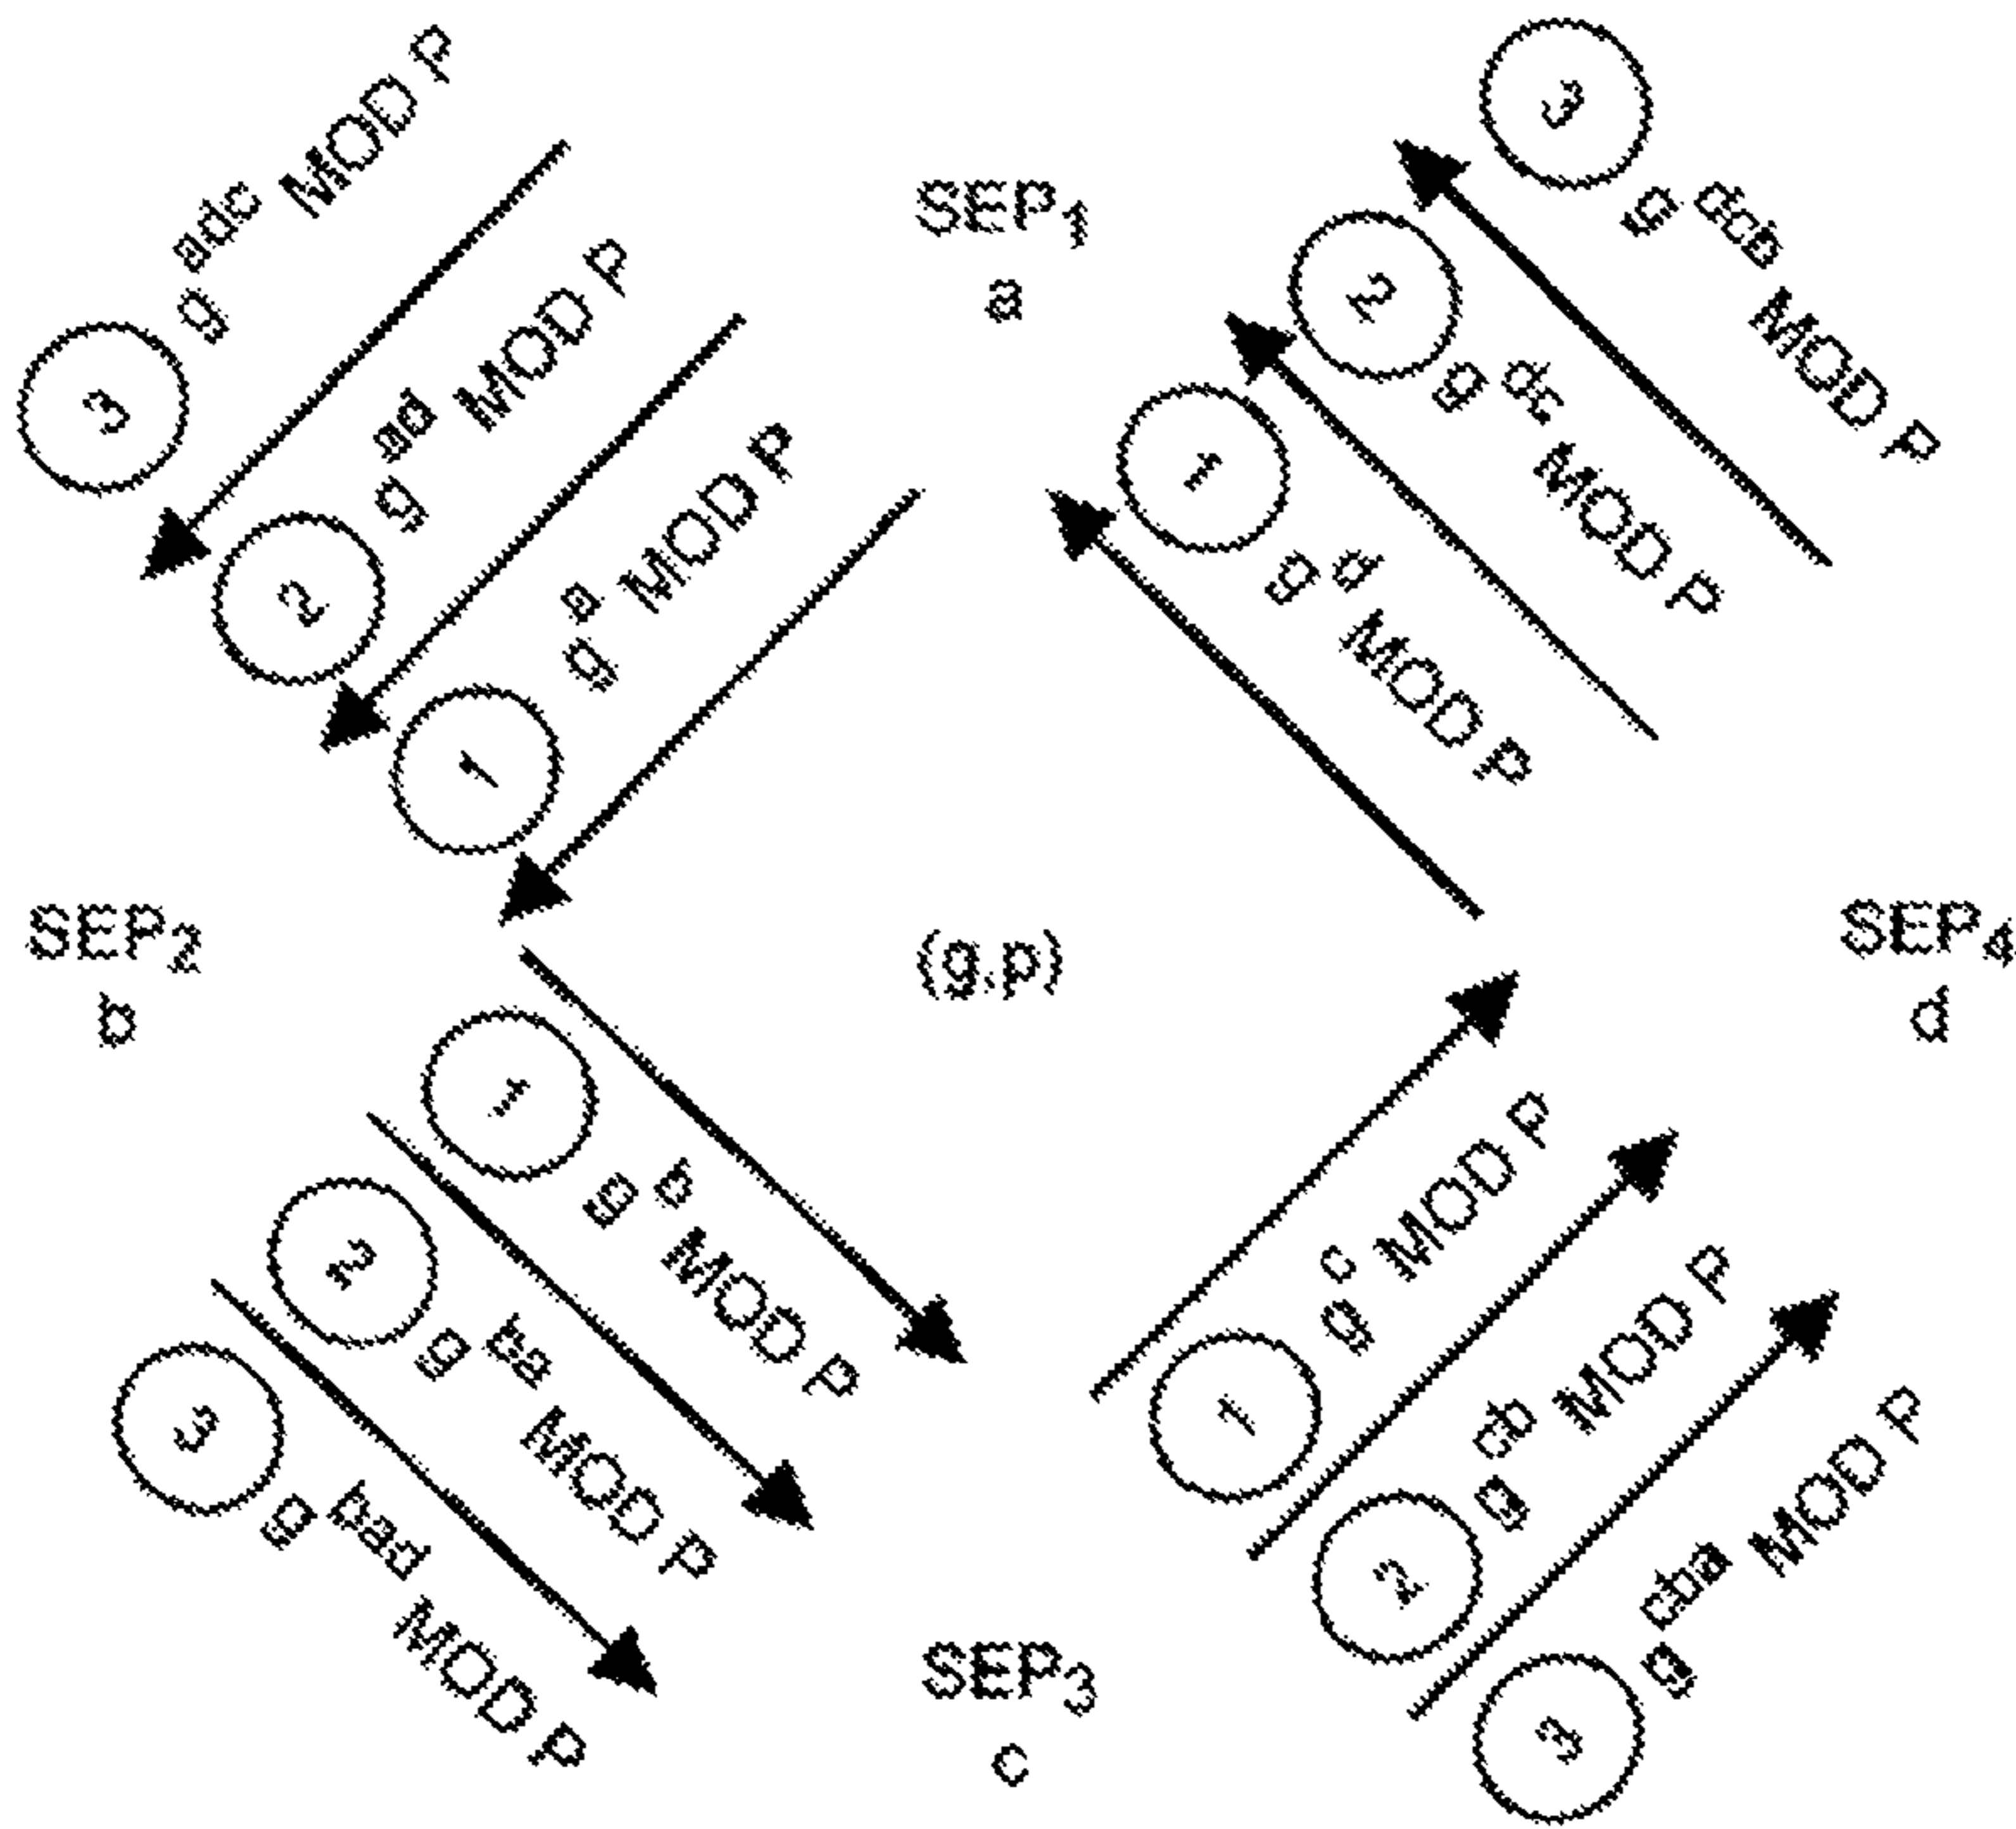 3 g adc MOD P
2 g ad MOD P
1 g a MOD P
SEP1
a
3 g dcb MOD P
2 g dc MOD P
1 g d MOD P
SEP2
b
(g.p)
SEP4
d
1 g b MOD P
2 g ba MOD P
3 g bad MOD P
1 g c MOD P
2 g cb MOD P
3 g cba MOD P
SEP3
c